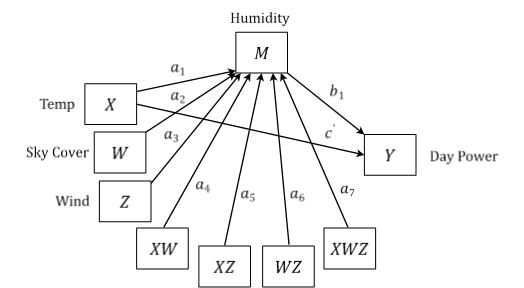 Humidity
M
a₁
Temp
X
a₂
b₁
Sky Cover
W
a₃
c'
Y
Day Power
Wind
Z
a₄
a₅
a₆
a₇
XW
XZ
WZ
XWZ